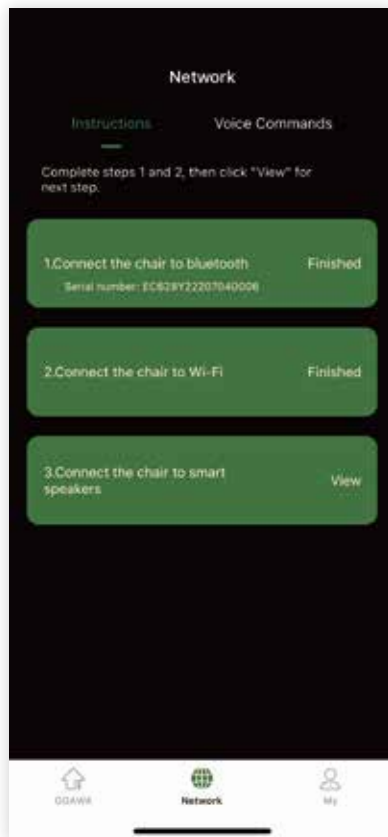 Network
Instructions
Voice Commands
Complete steps 1 and 2, then click "View" for
next step.
1.Connect the chair to bluetooth
Finished
Serial number: EC628Y22207040006
2.Connect the chair to Wi-Fi
Finished
3.Connect the chair to smart
speakers
View
OGAWA
Network
My